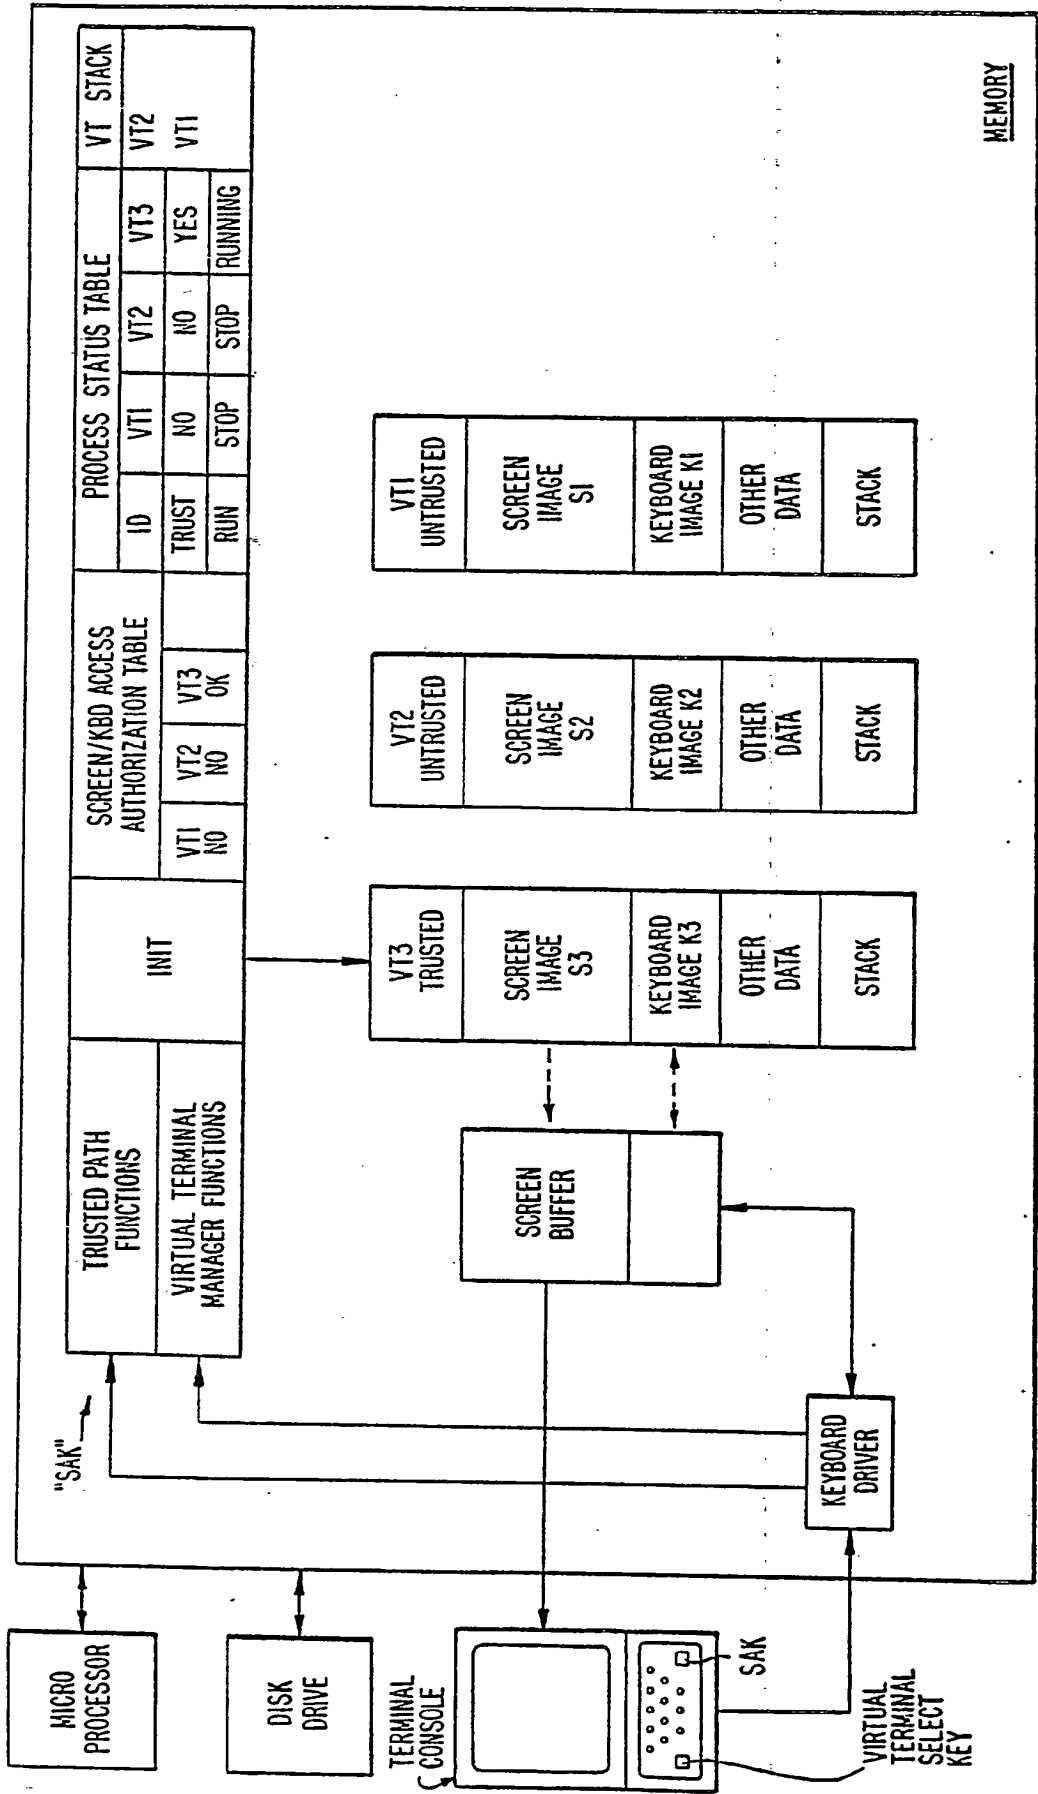 MICRO
PROCESSOR
DISK
DRIVE
TERMINAL
CONSOLE
SAK
VIRTUAL
TERMINAL
SELECT
KEY
"SAK"
KEYBOARD
DRIVER
TRUSTED PATH
FUNCTIONS
VIRTUAL TERMINAL
MANAGER FUNCTIONS
INIT
SCREEN/KBD ACCESS
AUTHORIZATION TABLE
VT1
NO
VT2
NO
VT3
OK
PROCESS STATUS TABLE
ID VT1 VT2 VT3
TRUST NO NO YES
RUN STOP STOP RUNNING
VT STACK
VT2
VT1
SCREEN
BUFFER
VT3
TRUSTED
SCREEN
IMAGE
S3
KEYBOARD
IMAGE K3
OTHER
DATA
STACK
VT2
UNTRUSTED
SCREEN
IMAGE
S2
KEYBOARD
IMAGE K2
OTHER
DATA
STACK
VT1
UNTRUSTED
SCREEN
IMAGE
S1
KEYBOARD
IMAGE K1
OTHER
DATA
STACK
MEMORY